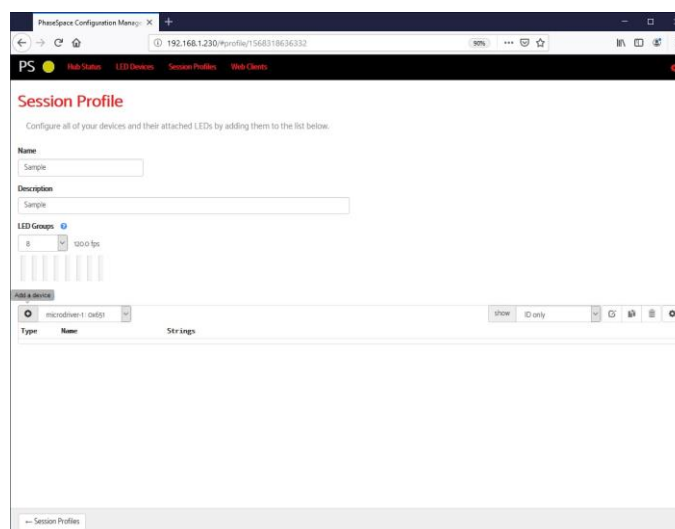 PhaseSpace Configuration Manage
192.168.1.230/#profile/1568318636332 90%
PS Hub Status LED Devices Session Profiles Web Clients
Session Profile
Configure all of your devices and their attached LEDs by adding them to the list below.
Name
Sample
Description
Sample
LED Groups
8 120.0 fps
Add a device
microdriver-1: 0x651 show ID only
Type Name Strings
← Session Profiles